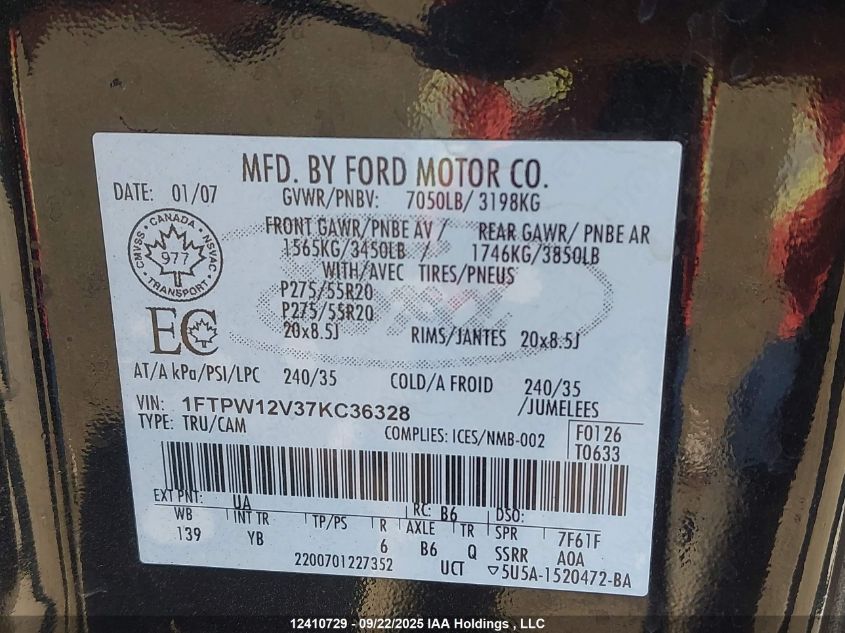 MFD. BY FORD MOTOR CO.
DATE: 01/07 GVWR/PNBV: 7050LB/ 3198KG
CMVSS · CANADA · NSVAC
977
TRANSPORT
FRONT GAWR/PNBE AV / REAR GAWR/ PNBE AR
1565KG/3450LB / 1746KG/3850LB
WITH/AVEC TIRES/PNEUS
P275/55R20
P275/55R20
20x8.5J RIMS/JANTES 20x8.5J
EC
AT/A kPa/PSI/LPC 240/35 COLD/A FROID 240/35
/JUMELEES
VIN: 1FTPW12V37KC36328
TYPE: TRU/CAM COMPLIES: ICES/NMB-002
F0126
T0633
EXT PNT: UA RC: B6 DSO:
WB INT TR TP/PS R AXLE TR SPR 7F61F
139 YB 6 B6 Q SSRR A0A
2200701227352 UCT ▽5U5A-1520472-BA
12410729 - 09/22/2025 IAA Holdings , LLC